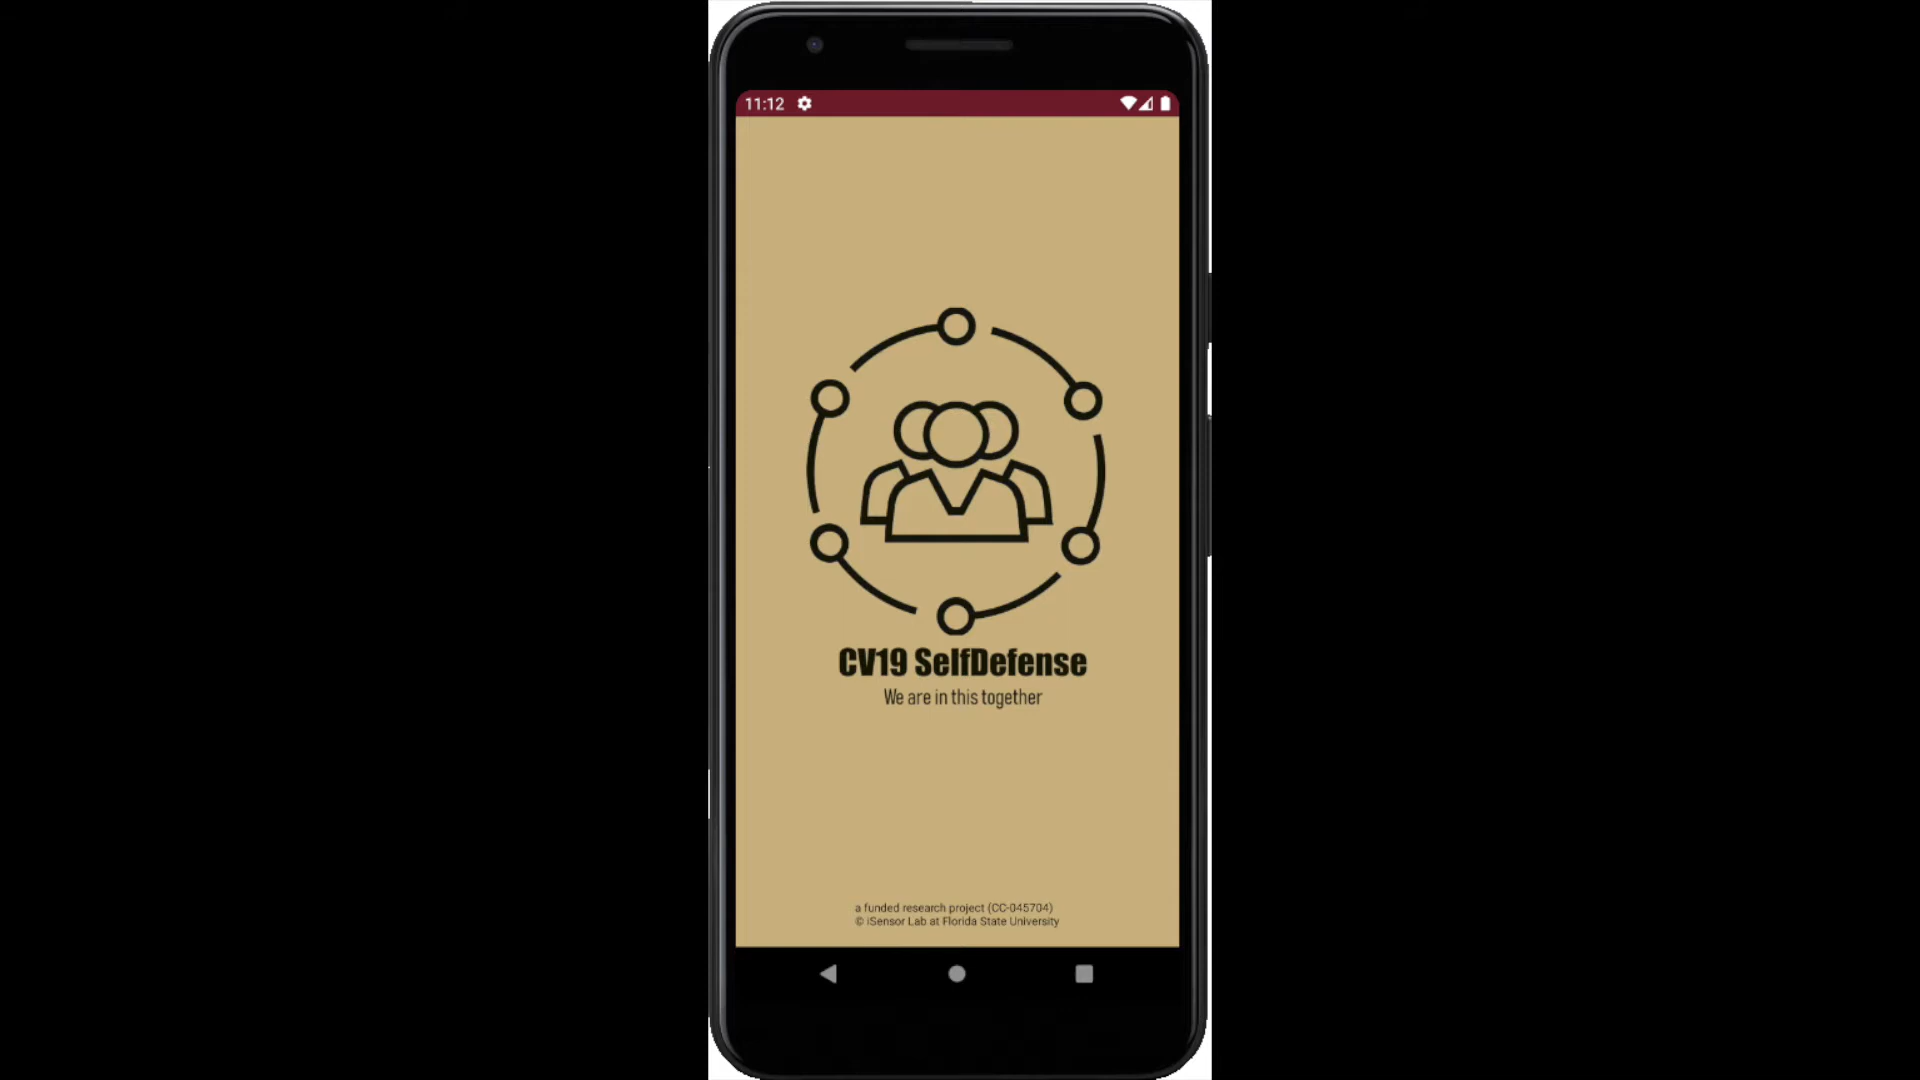 11:12
CV19 SelfDefense
We are in this together
a funded research project (CC-045704)
© iSensor Lab at Florida State University